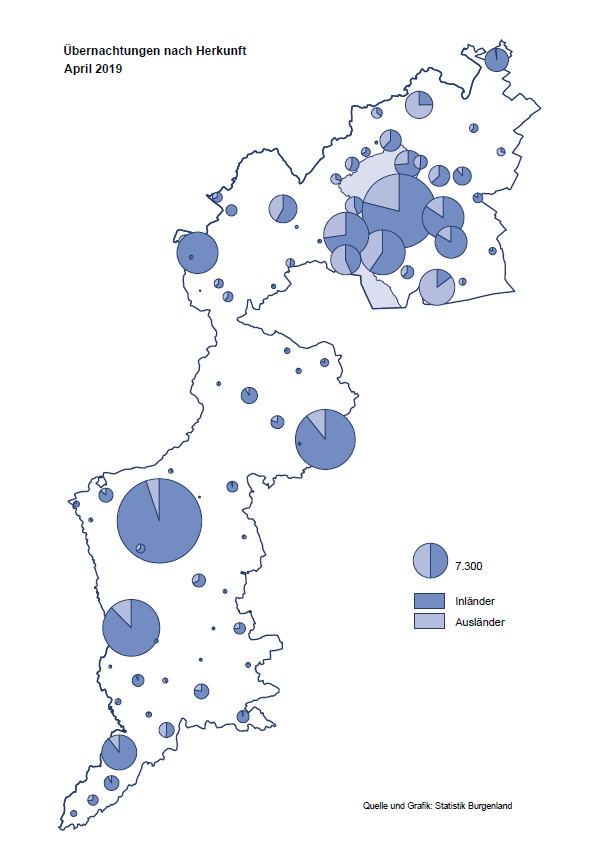 Übernachtungen nach Herkunft
April 2019
7.300
Inländer
Ausländer
Quelle und Grafik: Statistik Burgenland